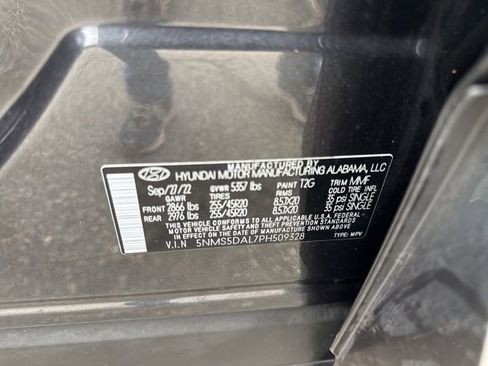 MANUFACTURED BY
HYUNDAI MOTOR MANUFACTURING ALABAMA, LLC
Sep/27/22 GVWR 5357 lbs PAINT T2G TRIM MMF
GAWR TIRES RIMS COLD TIRE INFL.
FRONT 2866 lbs 255/45R20 8.5JX20 35 psi SINGLE
REAR 2976 lbs 255/45R20 8.5JX20 35 psi SINGLE
THIS VEHICLE CONFORMS TO ALL APPLICABLE U.S.A. FEDERAL
MOTOR VEHICLE SAFETY AND BUMPER STANDARDS AND THEFT
PREVENTION STANDARDS IN EFFECT ON THE DATE OF MANUFACTURE SHOWN ABOVE.
V.I.N 5NMS5DAL7PH509328 TYPE: MPV